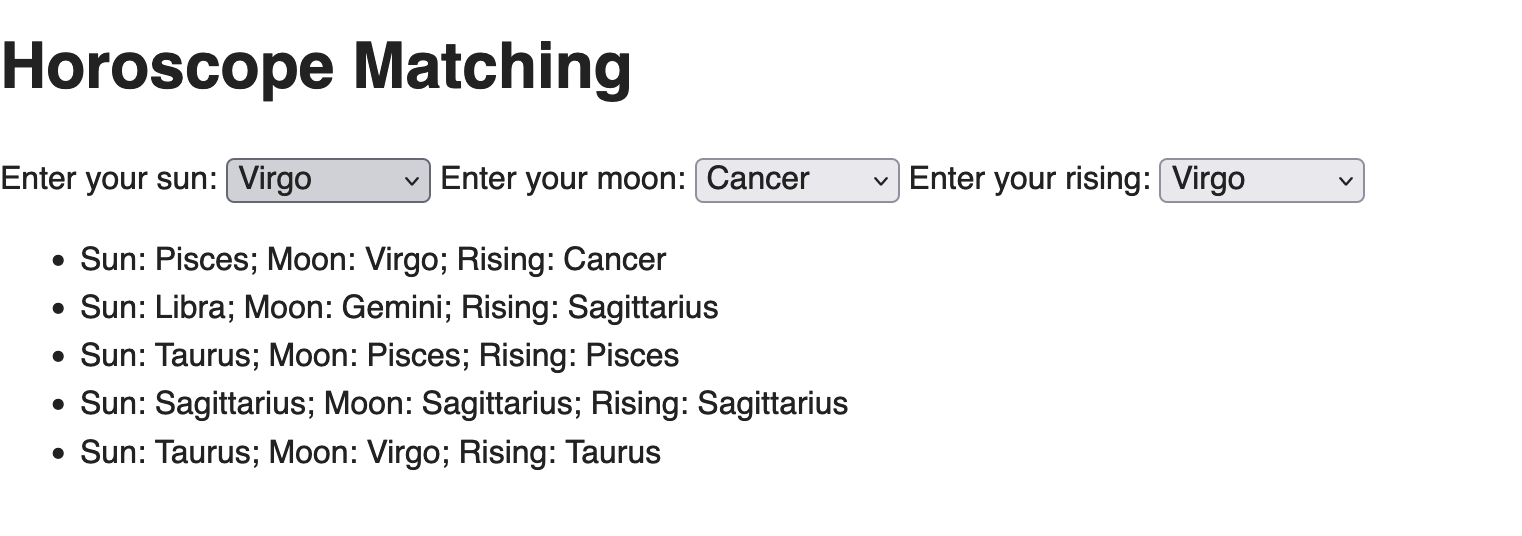 Horoscope Matching
Enter your sun: Virgo Enter your moon: Cancer Enter your rising: Virgo
• Sun: Pisces; Moon: Virgo; Rising: Cancer
• Sun: Libra; Moon: Gemini; Rising: Sagittarius
• Sun: Taurus; Moon: Pisces; Rising: Pisces
• Sun: Sagittarius; Moon: Sagittarius; Rising: Sagittarius
• Sun: Taurus; Moon: Virgo; Rising: Taurus